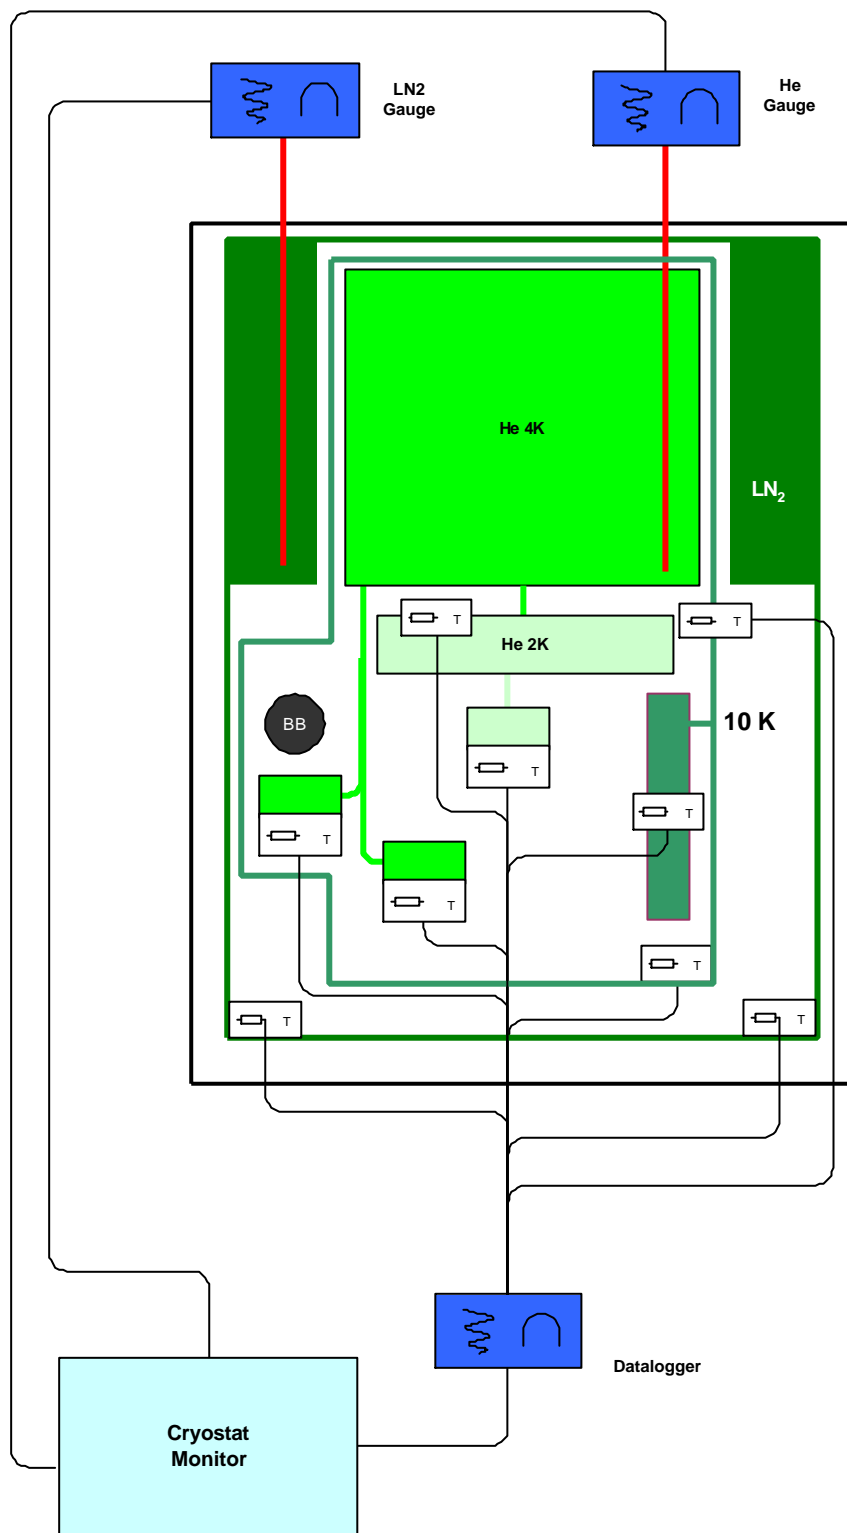 LN2
Gauge
He
Gauge
He 4K
LN₂
T
T
He 2K
BB
10 K
T
T
T
T
T
T
T
Datalogger
Cryostat
Monitor